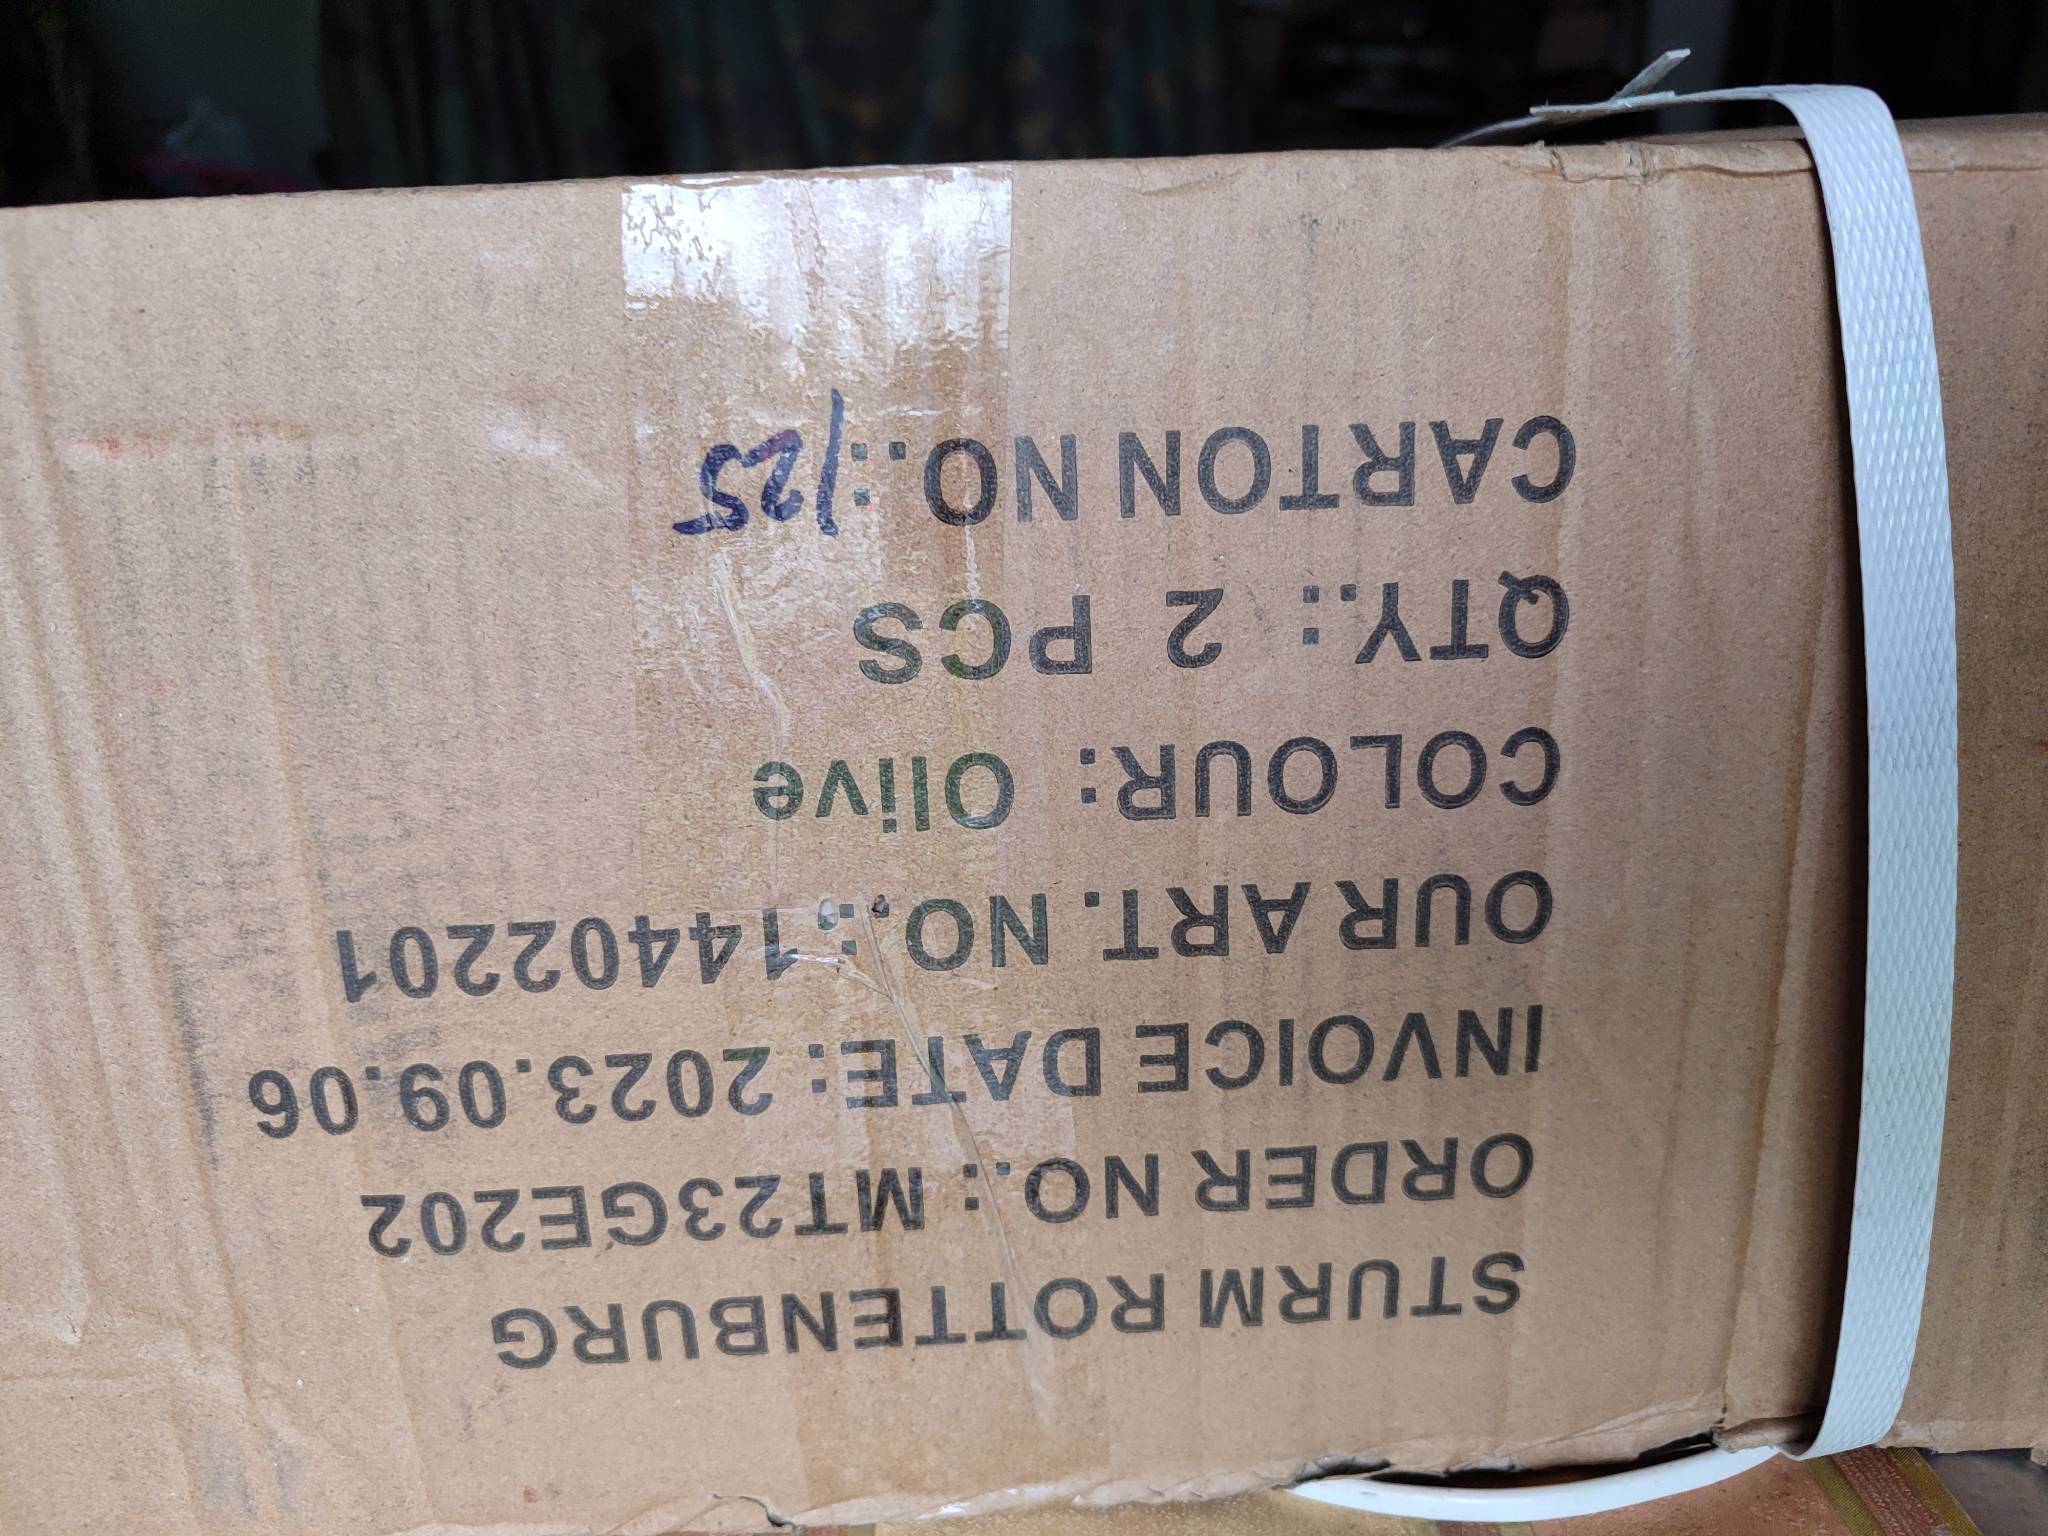 STURM ROTTENBURG
ORDER NO.: MT23GE202
INVOICE DATE: 2023.09.06
OUR ART. NO.: 14402201
COLOUR: Olive
QTY.: 2 PCS
CARTON NO.: /25